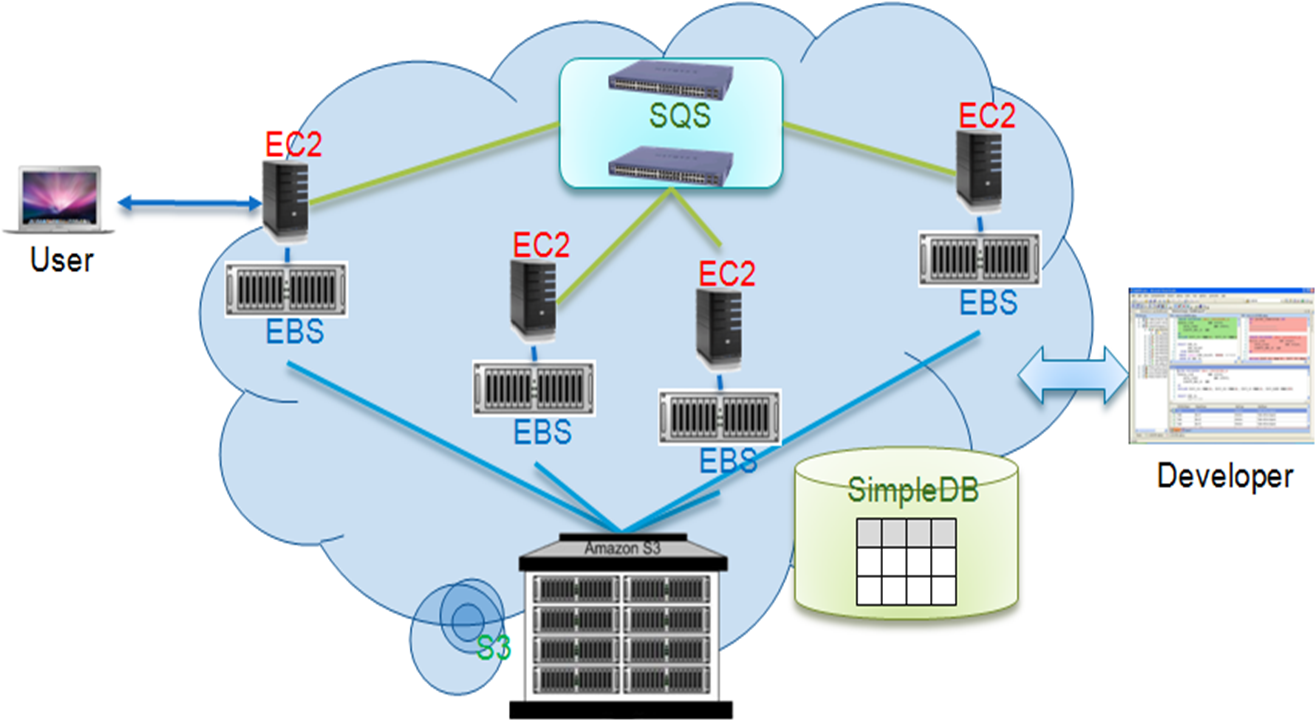 SQS
EC2
EC2
User
EC2
EC2
EBS
EBS
EBS
EBS
Developer
SimpleDB
Amazon S3
S3